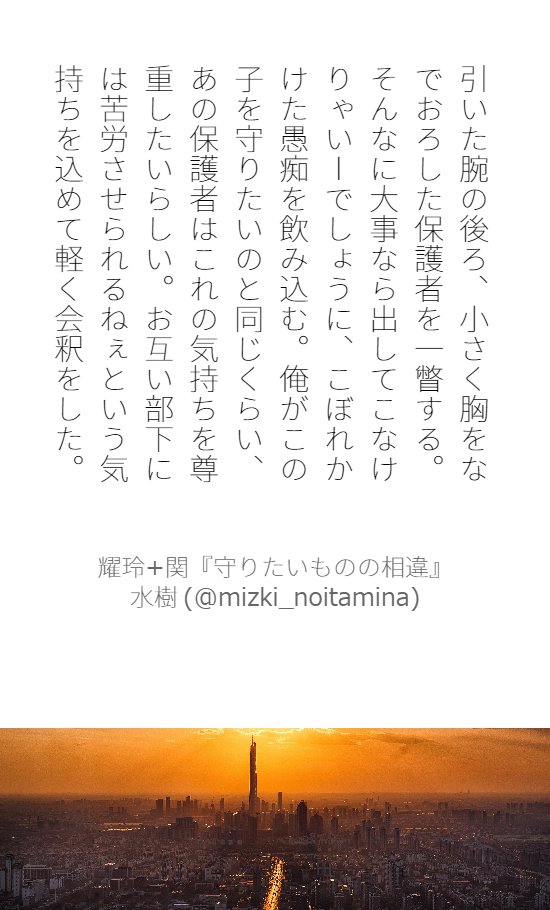 引いた腕の後ろ、小さく胸をな
でおろした保護者を一瞥する。
そんなに大事なら出してこなけ
りゃいーでしょうに、こぼれか
けた愚痴を飲み込む。俺がこの
子を守りたいのと同じくらい、
あの保護者はこれの気持ちを尊
重したいらしい。お互い部下に
は苦労させられるねぇという気
持ちを込めて軽く会釈をした。
耀玲+関『守りたいものの相違』
水樹 (@mizki_noitamina)